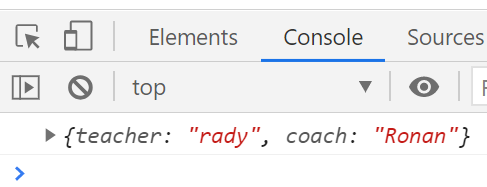 Elements Console Sources
top
{teacher: "rady", coach: "Ronan"}